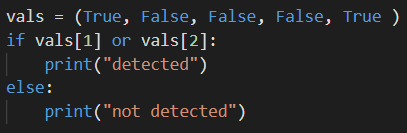 vals = (True, False, False, False, True )
if vals[1] or vals[2]:
    print("detected")
else:
    print("not detected")